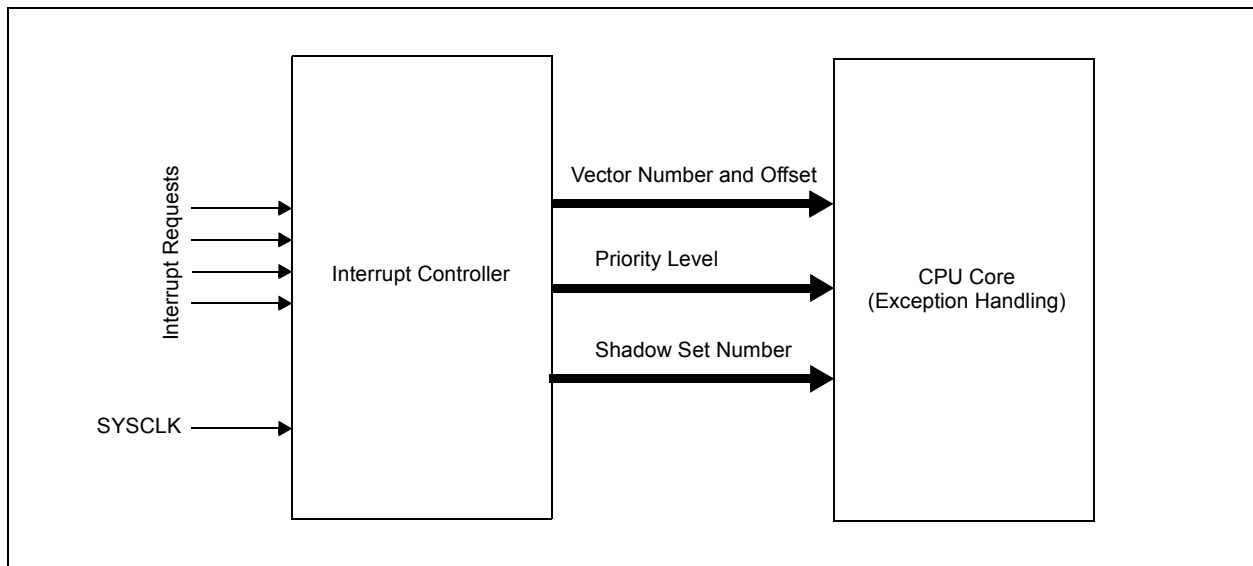 Interrupt Requests
SYSCLK
Interrupt Controller
Vector Number and Offset
Priority Level
Shadow Set Number
CPU Core
(Exception Handling)